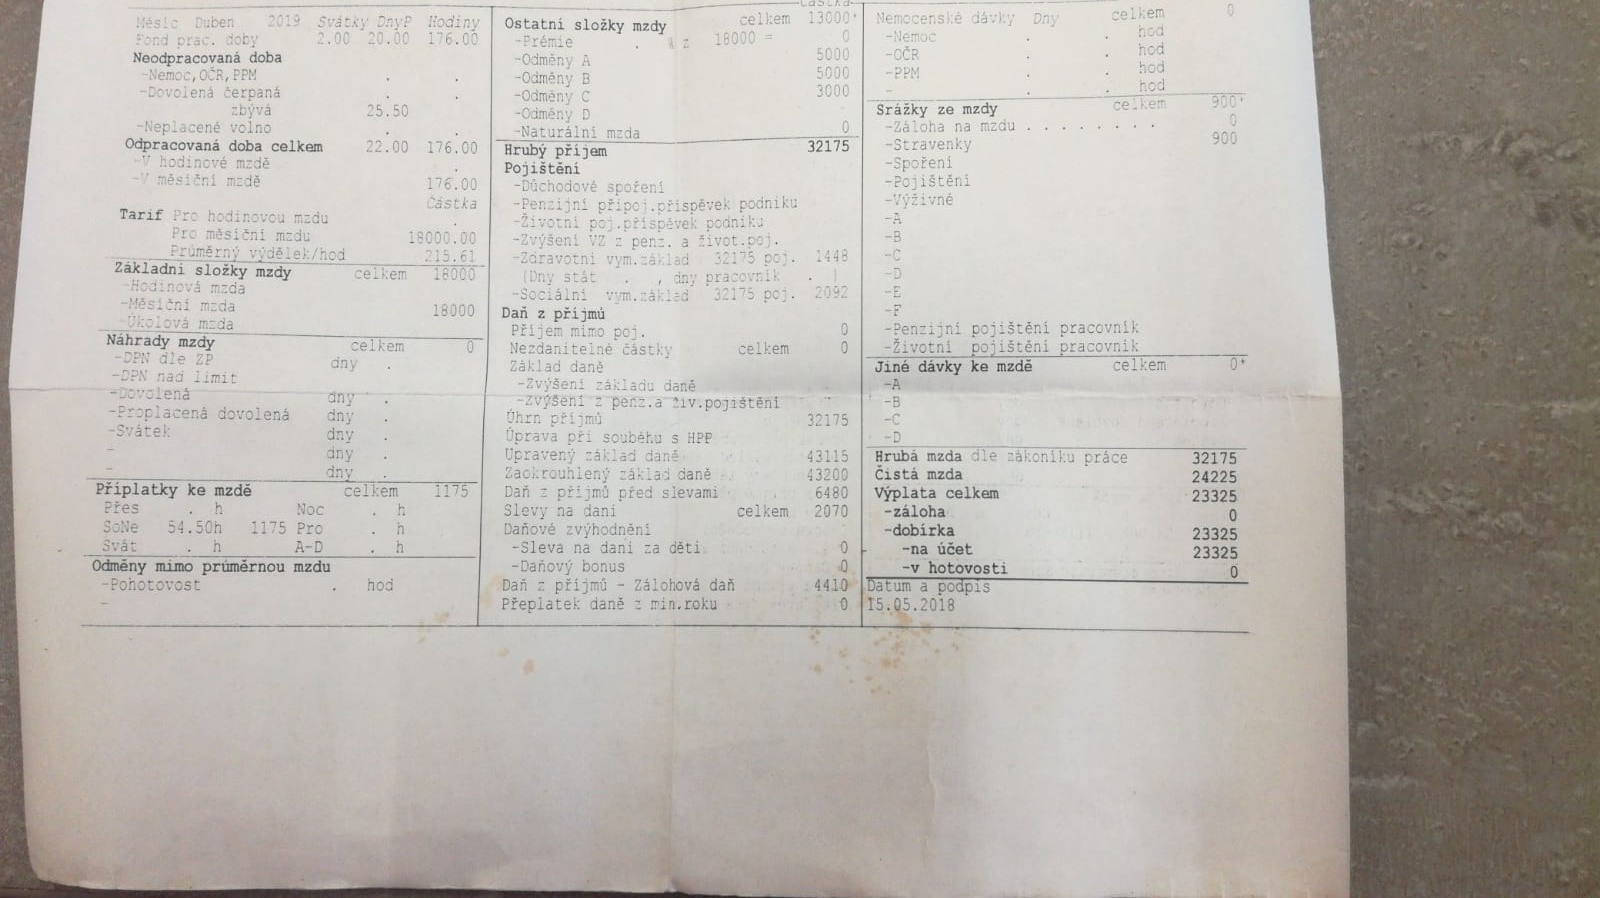 Měsíc Duben 2019 Svátky DnyP Hodiny
Fond prac. doby 2.00 20.00 176.00
Neodpracovaná doba
-Nemoc,OČR,PPM . .
-Dovolená čerpaná . .
zbývá 25.50
-Neplacené volno . .
Odpracovaná doba celkem 22.00 176.00
-V hodinové mzdě .
-V měsíční mzdě 176.00
Částka
Tarif Pro hodinovou mzdu .
Pro měsíční mzdu 18000.00
Průměrný výdělek/hod 215.61
Základní složky mzdy celkem 18000
-Hodinová mzda
-Měsíční mzda 18000
-Úkolová mzda
Náhrady mzdy celkem 0
-DPN dle ZP dny .
-DPN nad limit
-Dovolená dny .
-Proplacená dovolená dny .
-Svátek dny .
- dny .
- dny .
Příplatky ke mzdě celkem 1175
Přes . h Noc . h
SoNe 54.50h 1175 Pro . h
Svát . h A-D . h
Odměny mimo průměrnou mzdu
-Pohotovost . hod
-
částka
Ostatní složky mzdy celkem 13000
-Prémie . % z 18000 = 0
-Odměny A 5000
-Odměny B 5000
-Odměny C 3000
-Odměny D
-Naturální mzda 0
Hrubý příjem 32175
Pojištění
-Důchodové spoření
-Penzijní připoj.příspěvek podniku
-Životní poj.příspěvek podniku
-Zvýšení VZ z penz. a život.poj.
-Zdravotní vym.základ 32175 poj. 1448
(Dny stát . , dny pracovník . )
-Sociální vym.základ 32175 poj. 2092
Daň z příjmů
Příjem mimo poj. 0
Nezdanitelné částky celkem 0
Základ daně
-Zvýšení základu daně
-Zvýšení z penz.a živ.pojištění
Úhrn příjmů 32175
Úprava při souběhu s HPP
Upravený základ daně 43115
Zaokrouhlený základ daně 43200
Daň z příjmů před slevami 6480
Slevy na dani celkem 2070
Daňové zvýhodnění
-Sleva na dani za děti 0
-Daňový bonus 0
Daň z příjmů - Zálohová daň 4410
Přeplatek daně z min.roku 0
Nemocenské dávky Dny celkem 0
-Nemoc . . hod
-OČR . . hod
-PPM . . hod
- . . hod
Srážky ze mzdy celkem 900
-Záloha na mzdu . . . . . . . . 0
-Stravenky 900
-Spoření
-Pojištění
-Výživné
-A
-B
-C
-D
-E
-F
-Penzijní pojištění pracovník
-Životní pojištění pracovník
Jiné dávky ke mzdě celkem 0
-A
-B
-C
-D
Hrubá mzda dle zákoníku práce 32175
Čistá mzda 24225
Výplata celkem 23325
-záloha 0
-dobírka 23325
-na účet 23325
-v hotovosti 0
Datum a podpis
15.05.2018